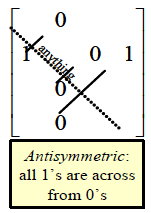 0
1 0 1
anything
0
0
Antisymmetric:
all 1's are across
from 0's